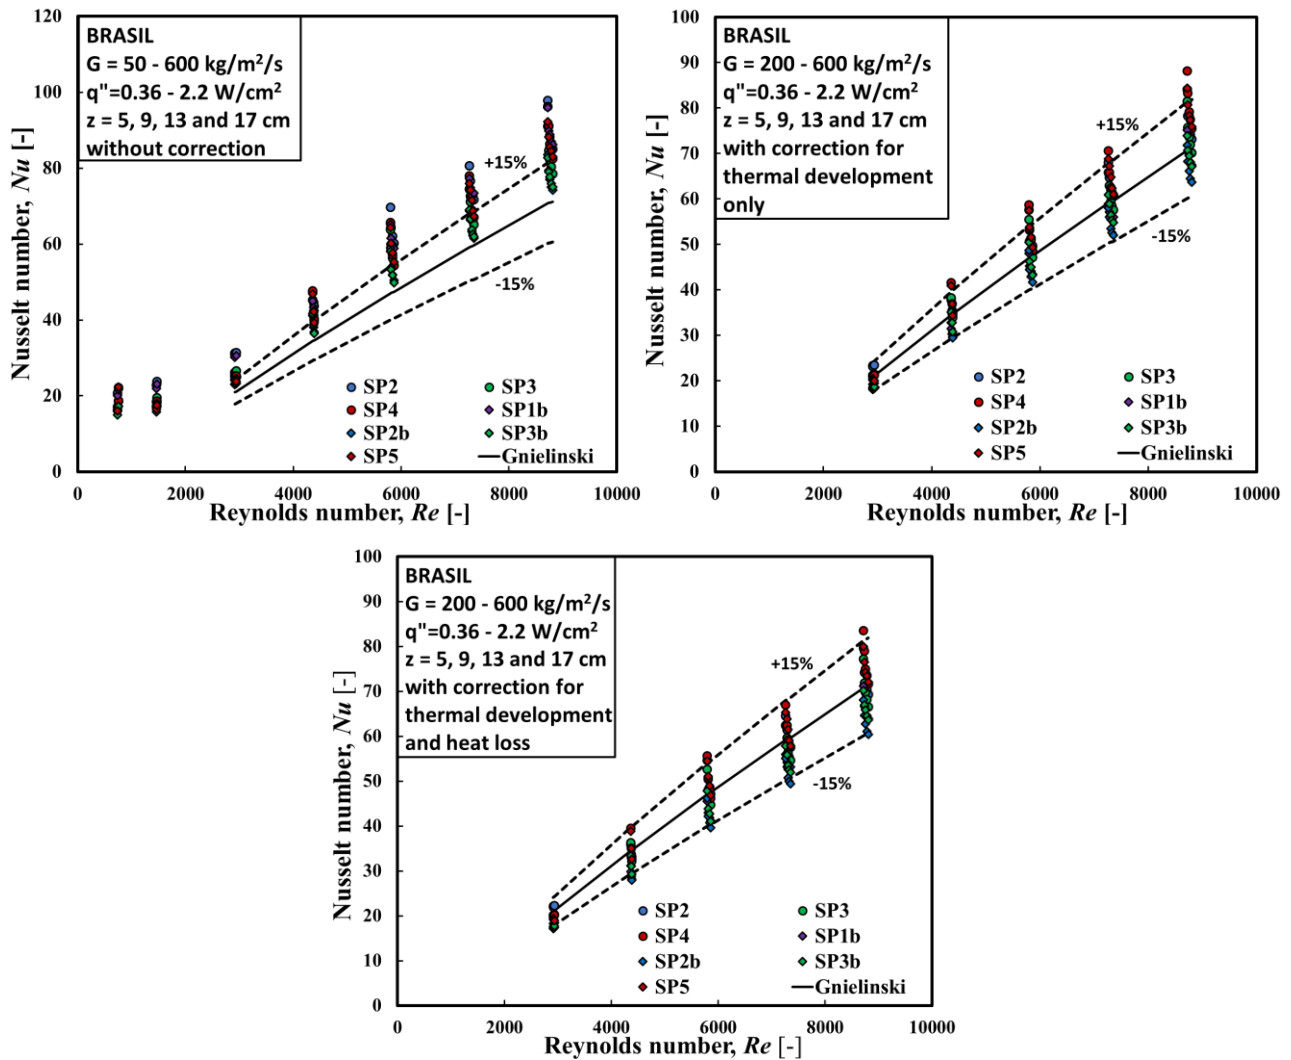 120
100
80
60
40
20
0
Nusselt number, Nu [-]
BRASIL
G = 50 - 600 kg/m²/s
q"=0.36 - 2.2 W/cm²
z = 5, 9, 13 and 17 cm
without correction
+15%
-15%
SP2 SP3
SP4 SP1b
SP2b SP3b
SP5 Gnielinski
0 2000 4000 6000 8000 10000
Reynolds number, Re [-]
100
90
80
70
60
50
40
30
20
10
0
Nusselt number, Nu [-]
BRASIL
G = 200 - 600 kg/m²/s
q"=0.36 - 2.2 W/cm²
z = 5, 9, 13 and 17 cm
with correction for
thermal development
only
+15%
-15%
SP2 SP3
SP4 SP1b
SP2b SP3b
SP5 Gnielinski
0 2000 4000 6000 8000 10000
Reynolds number, Re [-]
100
90
80
70
60
50
40
30
20
10
0
Nusselt number, Nu [-]
BRASIL
G = 200 - 600 kg/m²/s
q"=0.36 - 2.2 W/cm²
z = 5, 9, 13 and 17 cm
with correction for
thermal development
and heat loss
+15%
-15%
SP2 SP3
SP4 SP1b
SP2b SP3b
SP5 Gnielinski
0 2000 4000 6000 8000 10000
Reynolds number, Re [-]